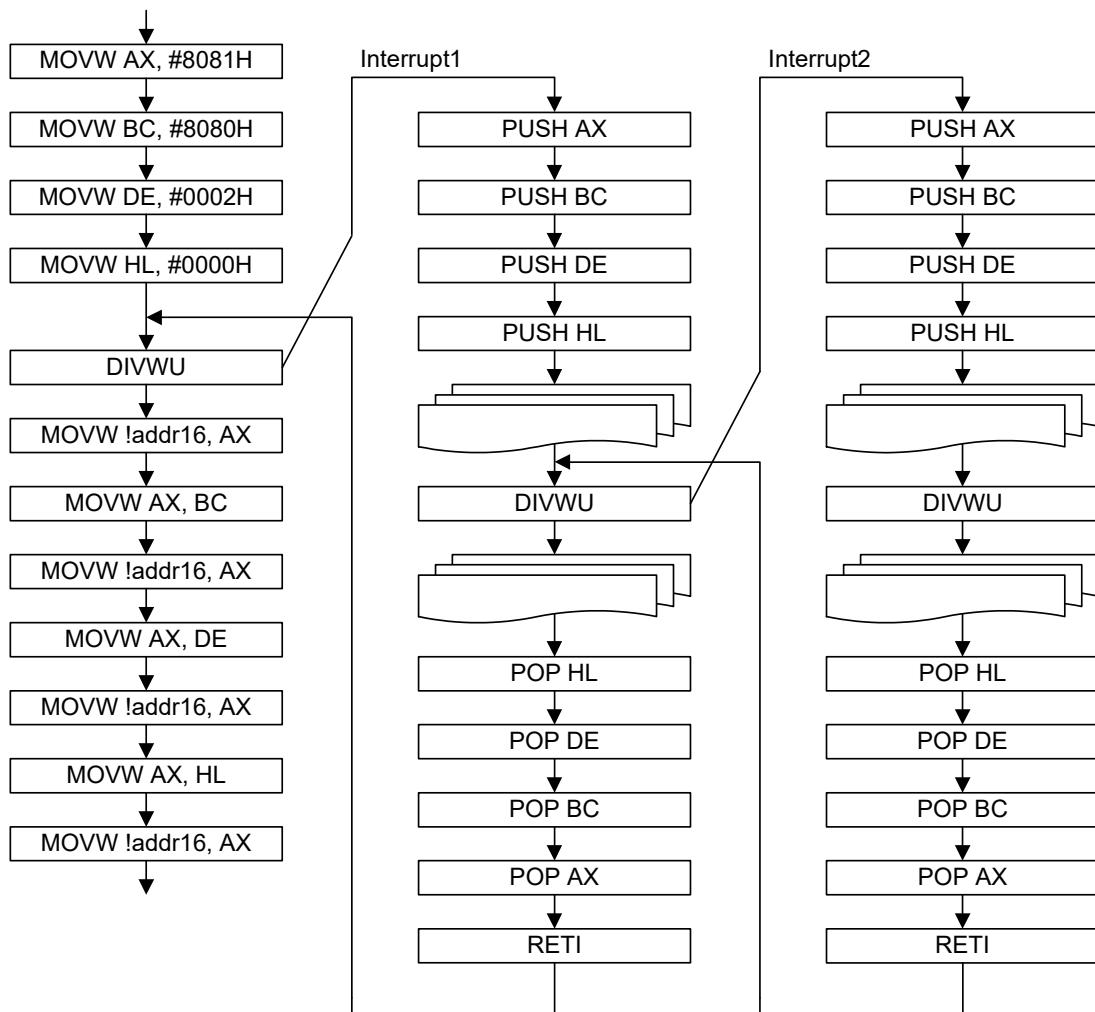 MOVW AX, #8081H
MOVW BC, #8080H
MOVW DE, #0002H
MOVW HL, #0000H
DIVWU
MOVW !addr16, AX
MOVW AX, BC
MOVW !addr16, AX
MOVW AX, DE
MOVW !addr16, AX
MOVW AX, HL
MOVW !addr16, AX
Interrupt1
PUSH AX
PUSH BC
PUSH DE
PUSH HL
DIVWU
POP HL
POP DE
POP BC
POP AX
RETI
Interrupt2
PUSH AX
PUSH BC
PUSH DE
PUSH HL
DIVWU
POP HL
POP DE
POP BC
POP AX
RETI